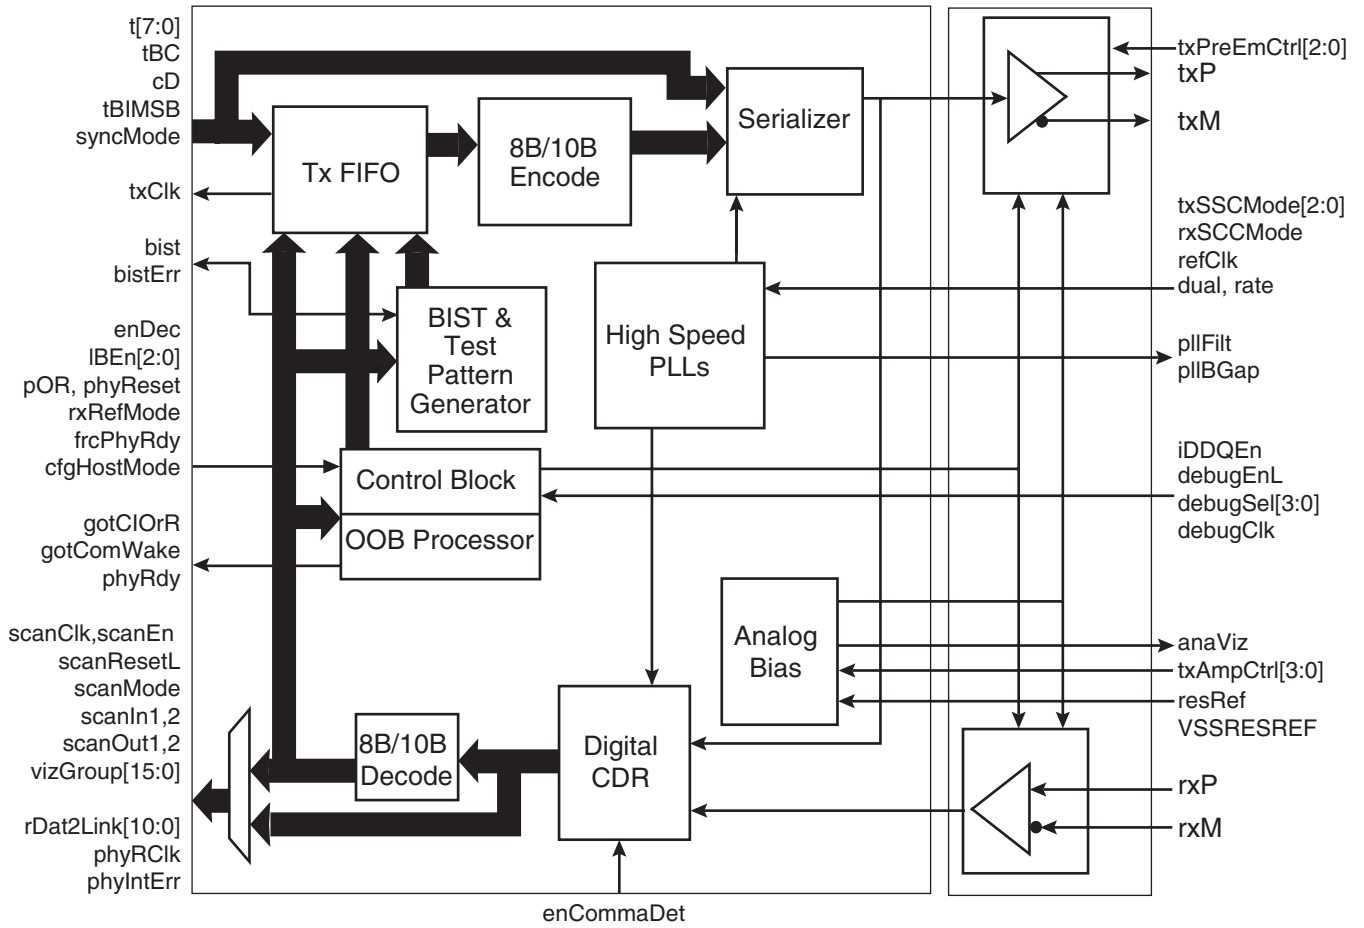 t[7:0]
tBC
cD
tBIMSB
syncMode
txClk
bist
bistErr
enDec
lBEn[2:0]
pOR, phyReset
rxRefMode
frcPhyRdy
cfgHostMode
gotCIOrR
gotComWake
phyRdy
scanClk,scanEn
scanResetL
scanMode
scanIn1,2
scanOut1,2
vizGroup[15:0]
rDat2Link[10:0]
phyRClk
phyIntErr
Tx FIFO
8B/10B
Encode
Serializer
BIST &
Test
Pattern
Generator
High Speed
PLLs
Control Block
OOB Processor
Analog
Bias
8B/10B
Decode
Digital
CDR
enCommaDet
txPreEmCtrl[2:0]
txP
txM
txSSCMode[2:0]
rxSCCMode
refClk
dual, rate
pllFilt
pllBGap
iDDQEn
debugEnL
debugSel[3:0]
debugClk
anaViz
txAmpCtrl[3:0]
resRef
VSSRESREF
rxP
rxM